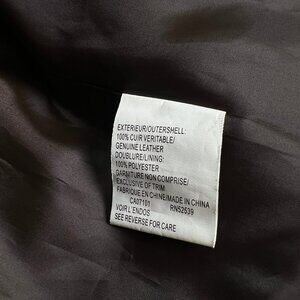 EXTERIEUR/OUTERSHELL:
100% CUIR VERITABLE/
GENUINE LEATHER
DOUBLURE/LINING:
100% POLYESTER
GARNITURE NON COMPRISE/
EXCLUSIVE OF TRIM
FABRIQUE EN CHINE/MADE IN CHINA
CA07101 RN52539
VOIR L'ENDOS
SEE REVERSE FOR CARE